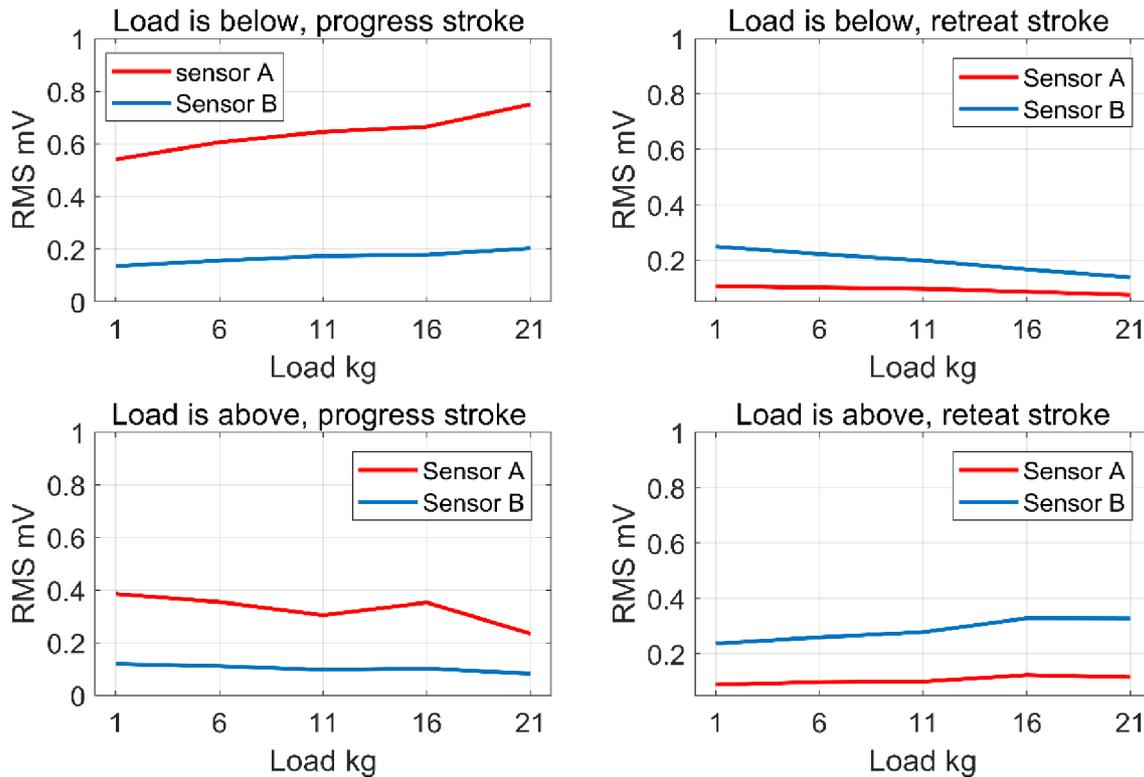 Load is below, progress stroke
1
0.8
0.6
0.4
0.2
0
RMS mV
sensor A
Sensor B
1 6 11 16 21
Load kg
Load is below, retreat stroke
1
0.8
0.6
0.4
0.2
RMS mV
Sensor A
Sensor B
1 6 11 16 21
Load kg
Load is above, progress stroke
1
0.8
0.6
0.4
0.2
0
RMS mV
Sensor A
Sensor B
1 6 11 16 21
Load kg
Load is above, reteat stroke
1
0.8
0.6
0.4
0.2
RMS mV
Sensor A
Sensor B
1 6 11 16 21
Load kg